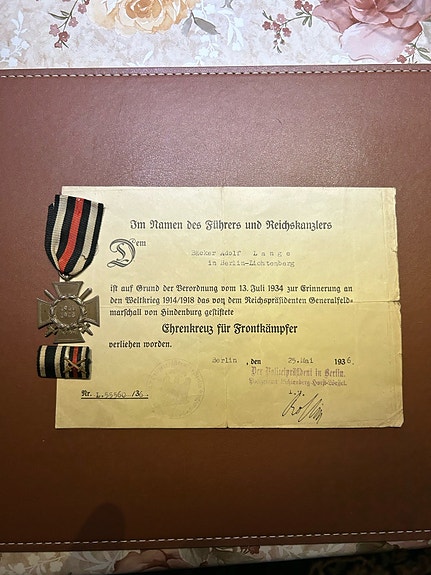 Im Namen des Führers und Reichskanzlers
Dem
Bäcker Adolf Lange
in Berlin-Lichtenberg
ist auf Grund der Verordnung vom 13. Juli 1934 zur Erinnerung an
den Weltkrieg 1914/1918 das von dem Reichspräsidenten Generalfeld-
marschall von Hindenburg gestiftete
Ehrenkreuz für Frontkämpfer
verliehen worden.
Berlin, den 25. Mai 1936.
Der Polizeipräsident in Berlin.
Nr. L.55560 /36.
I.V.